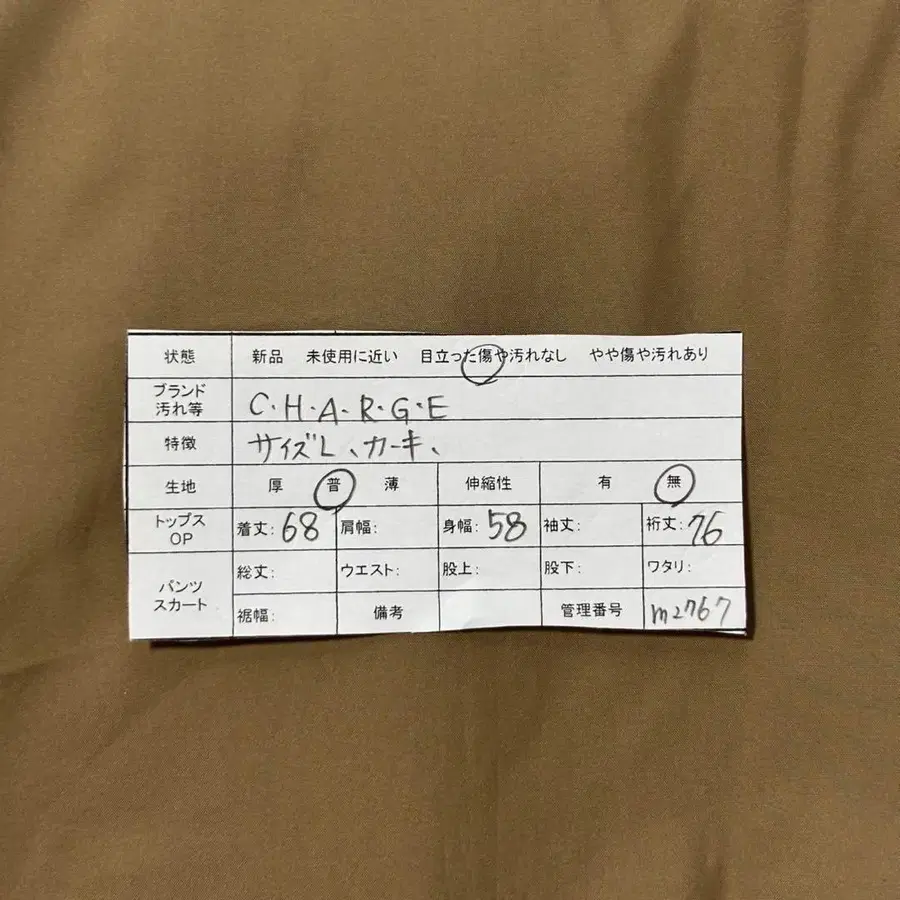 状態 新品 未使用に近い 目立った傷や汚れなし やや傷や汚れあり
ブランド
汚れ等 C・H・A・R・G・E
特徴 サイズL、カーキ、
生地 厚 普 薄 伸縮性 有 無
トップス
OP 着丈:68 肩幅: 身幅:58 袖丈: 裄丈:76
パンツ
スカート 総丈: ウエスト: 股上: 股下: ワタリ:
裾幅: 備考 管理番号 m2767